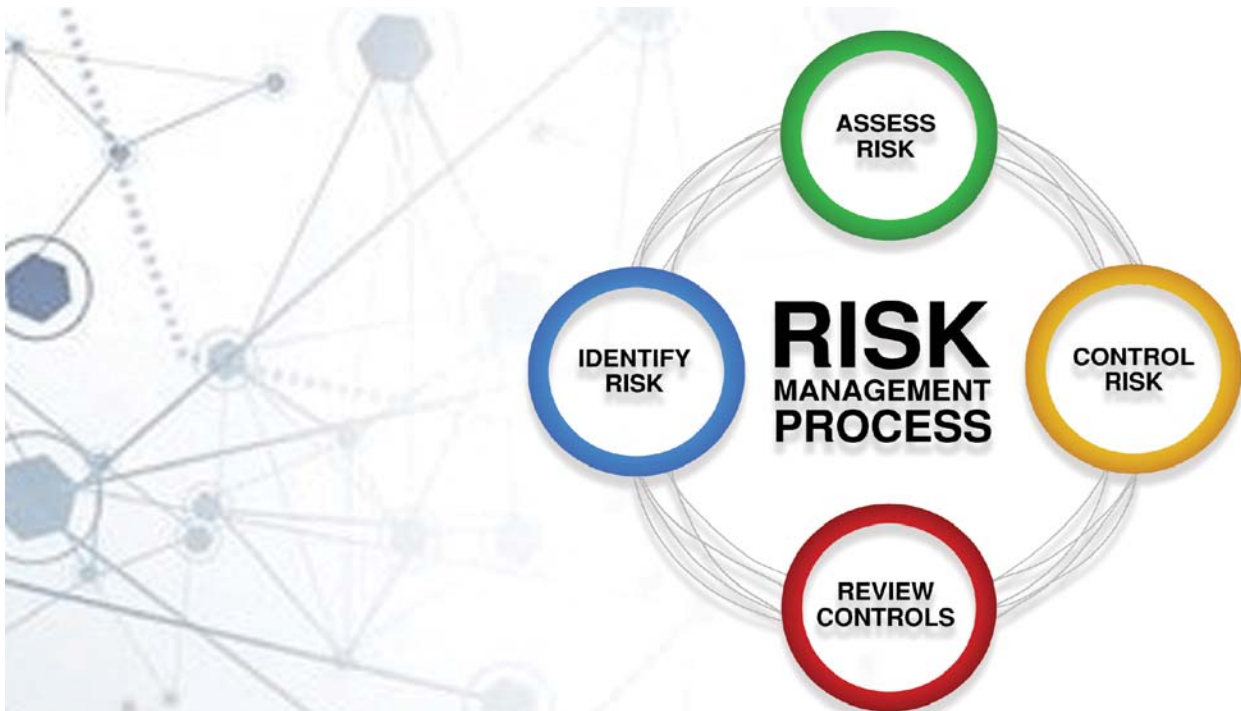 ASSESS
RISK
IDENTIFY
RISK
RISK
MANAGEMENT
PROCESS
CONTROL
RISK
REVIEW
CONTROLS